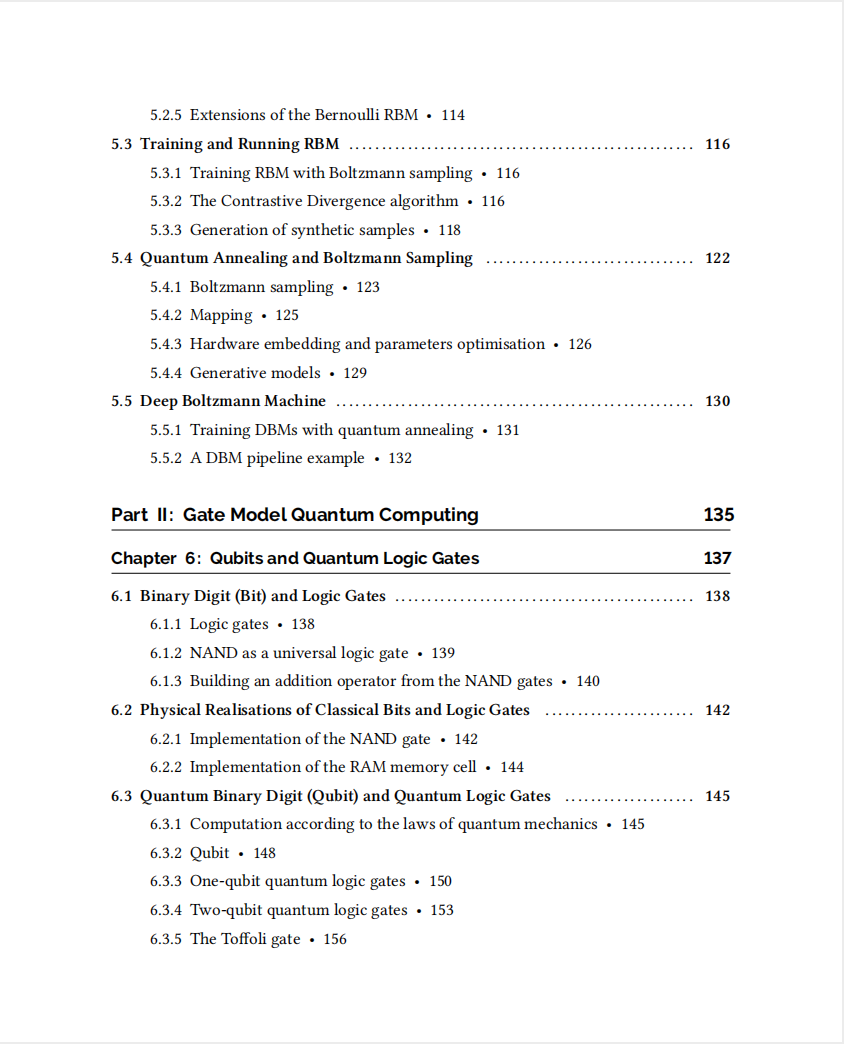 5.2.5 Extensions of the Bernoulli RBM • 114
5.3 Training and Running RBM ..................................................... 116
5.3.1 Training RBM with Boltzmann sampling • 116
5.3.2 The Contrastive Divergence algorithm • 116
5.3.3 Generation of synthetic samples • 118
5.4 Quantum Annealing and Boltzmann Sampling ................................ 122
5.4.1 Boltzmann sampling • 123
5.4.2 Mapping • 125
5.4.3 Hardware embedding and parameters optimisation • 126
5.4.4 Generative models • 129
5.5 Deep Boltzmann Machine ....................................................... 130
5.5.1 Training DBMs with quantum annealing • 131
5.5.2 A DBM pipeline example • 132
Part II: Gate Model Quantum Computing 135
Chapter 6: Qubits and Quantum Logic Gates 137
6.1 Binary Digit (Bit) and Logic Gates .............................................. 138
6.1.1 Logic gates • 138
6.1.2 NAND as a universal logic gate • 139
6.1.3 Building an addition operator from the NAND gates • 140
6.2 Physical Realisations of Classical Bits and Logic Gates ....................... 142
6.2.1 Implementation of the NAND gate • 142
6.2.2 Implementation of the RAM memory cell • 144
6.3 Quantum Binary Digit (Qubit) and Quantum Logic Gates .................... 145
6.3.1 Computation according to the laws of quantum mechanics • 145
6.3.2 Qubit • 148
6.3.3 One-qubit quantum logic gates • 150
6.3.4 Two-qubit quantum logic gates • 153
6.3.5 The Toffoli gate • 156